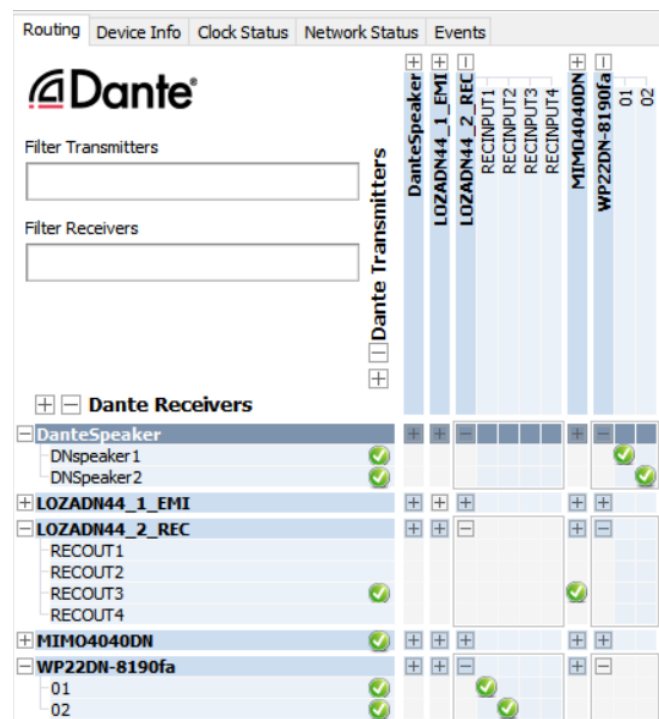 Routing Device Info Clock Status Network Status Events
Dante®
Filter Transmitters
Filter Receivers
Dante Transmitters
DanteSpeaker
LOZADN44_1_EMI
LOZADN44_2_REC
RECINPUT1
RECINPUT2
RECINPUT3
RECINPUT4
MIMO4040DN
WP22DN-8190fa
01
02
Dante Receivers
DanteSpeaker
DNspeaker1
DNSpeaker2
LOZADN44_1_EMI
LOZADN44_2_REC
RECOUT1
RECOUT2
RECOUT3
RECOUT4
MIMO4040DN
WP22DN-8190fa
01
02